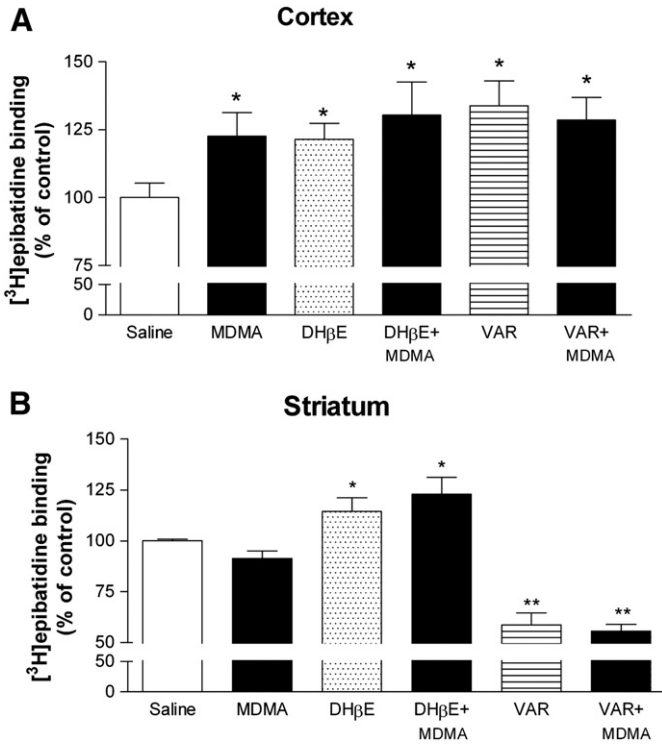 A
Cortex
[³H]epibatidine binding
(% of control)
150
125
100
75
50
0
*
*
*
*
*
Saline
MDMA
DHβE
DHβE+
MDMA
VAR
VAR+
MDMA
B
Striatum
[³H]epibatidine binding
(% of control)
150
125
100
75
50
50
0
*
*
**
**
Saline
MDMA
DHβE
DHβE+
MDMA
VAR
VAR+
MDMA